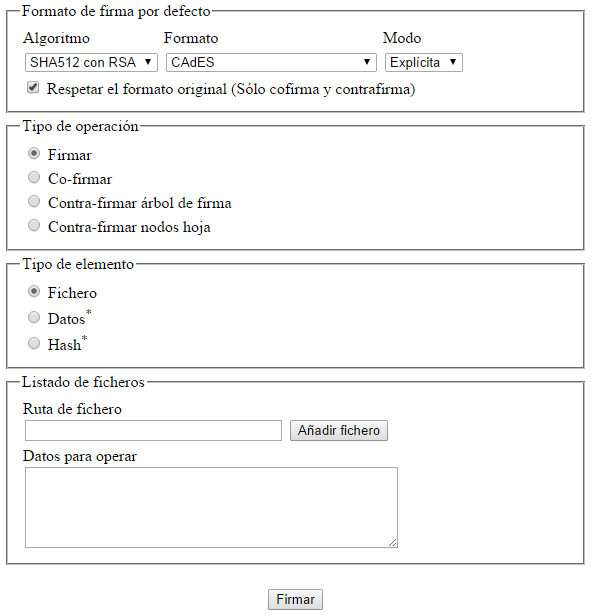 Formato de firma por defecto
Algoritmo Formato Modo
SHA512 con RSA CAdES Explícita
Respetar el formato original (Sólo cofirma y contrafirma)
Tipo de operación
Firmar
Co-firmar
Contra-firmar árbol de firma
Contra-firmar nodos hoja
Tipo de elemento
Fichero
Datos*
Hash*
Listado de ficheros
Ruta de fichero
Añadir fichero
Datos para operar
Firmar